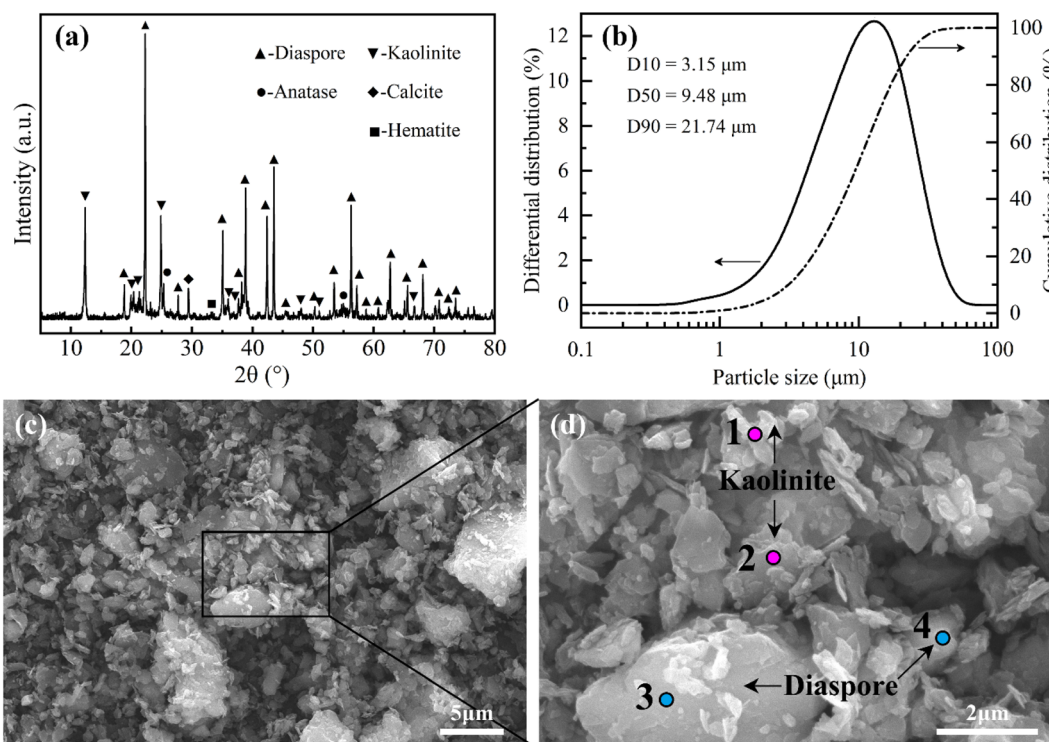 (a)
▲-Diaspore ▼-Kaolinite
●-Anatase ◆-Calcite
■-Hematite
Intensity (a.u.)
10 20 30 40 50 60 70 80
2θ (°)
(b)
D10 = 3.15 μm
D50 = 9.48 μm
D90 = 21.74 μm
Differential distribution (%)
12
10
8
6
4
2
0
100
80
60
40
20
0
Cumulative distribution (%)
0.1 1 10 100
Particle size (μm)
(c)
5μm
(d)
1
Kaolinite
2
4
Diaspore
3
2μm